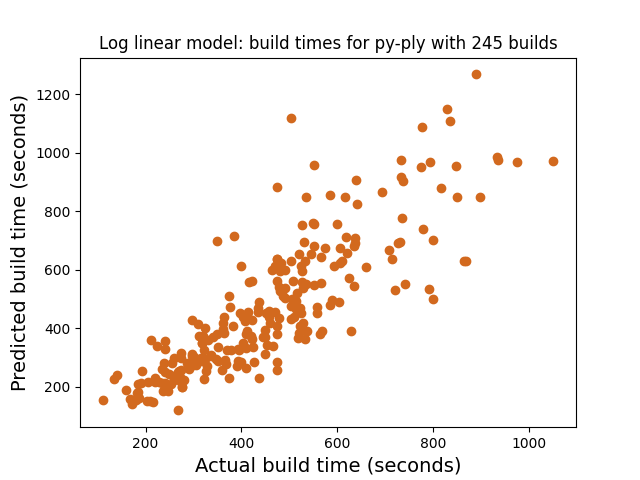 Log linear model: build times for py-ply with 245 builds
Predicted build time (seconds)
1200
1000
800
600
400
200
200 400 600 800 1000
Actual build time (seconds)